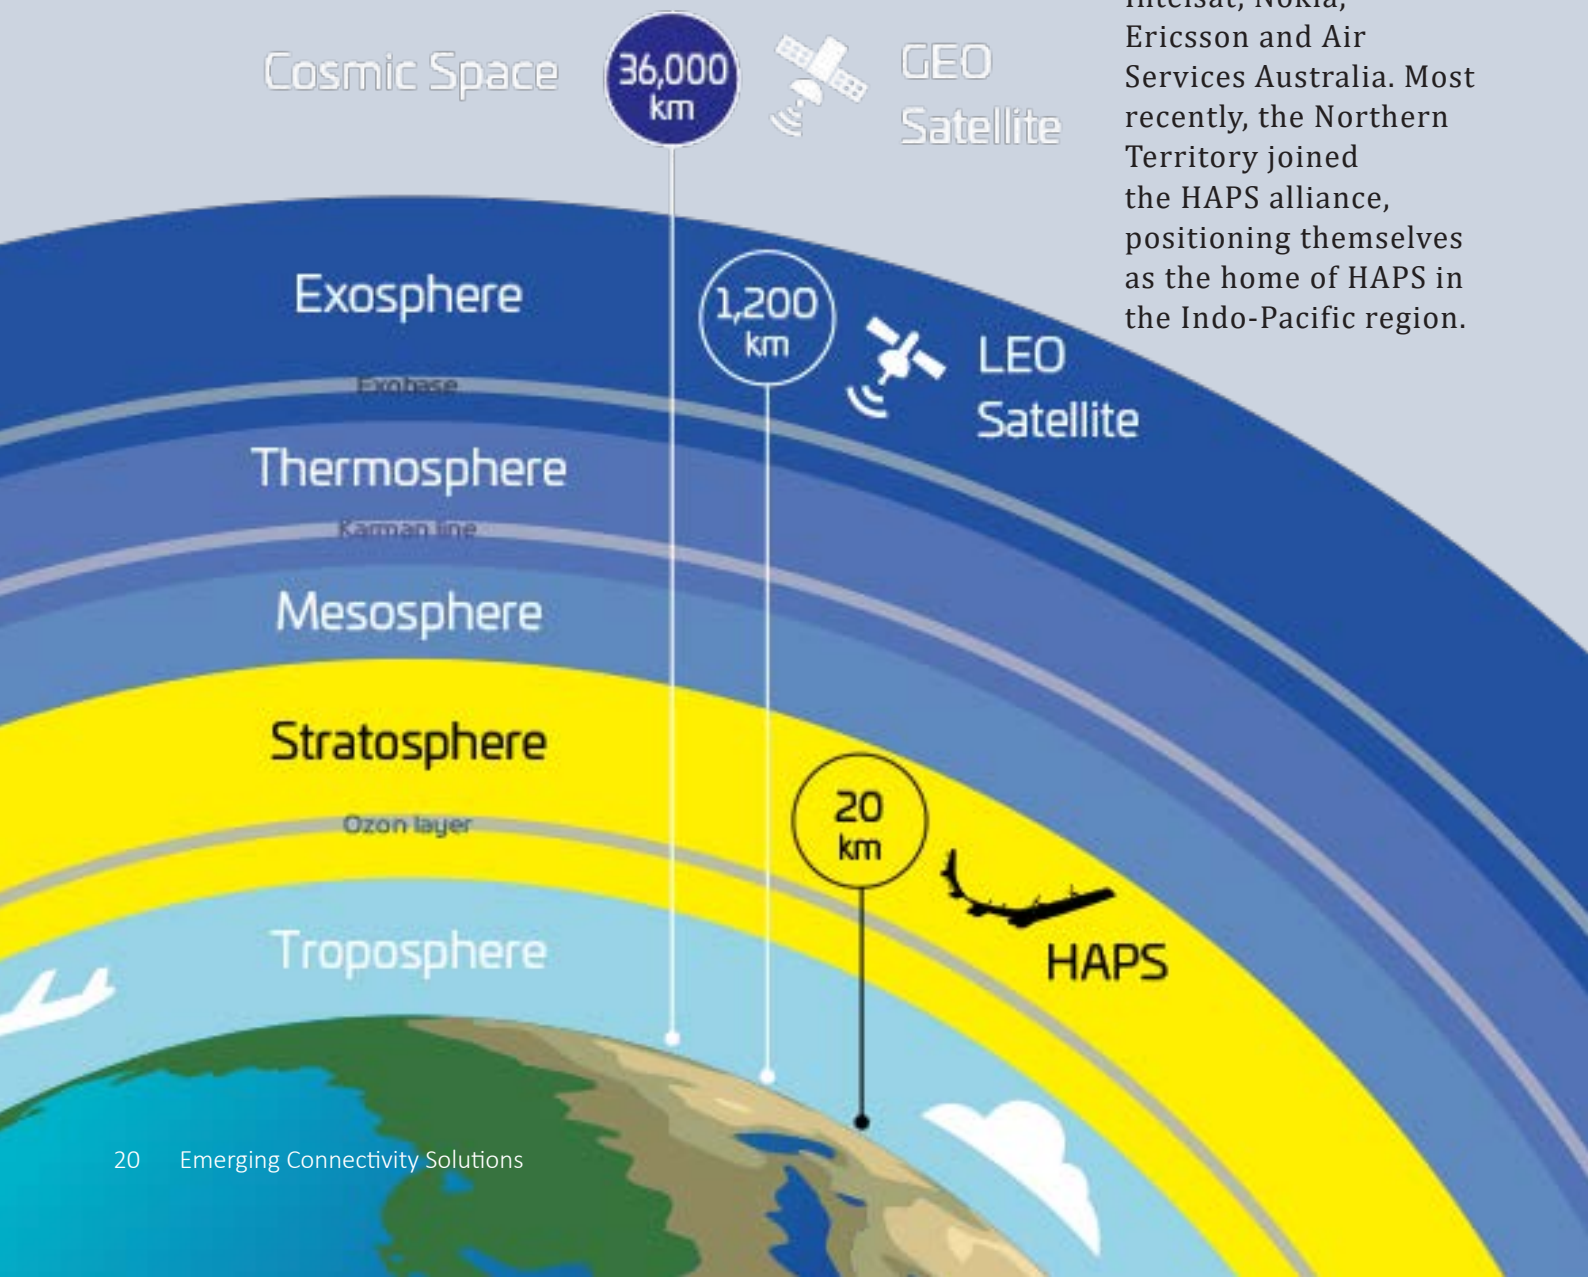 Intelsat, Nokia,
Ericsson and Air
Services Australia. Most
recently, the Northern
Territory joined
the HAPS alliance,
positioning themselves
as the home of HAPS in
the Indo-Pacific region.
Cosmic Space
36,000
km
GEO
Satellite
Exosphere
1,200
km
LEO
Satellite
Exobase
Thermosphere
Karman line
Mesosphere
Stratosphere
20
km
Ozon layer
HAPS
Troposphere
20 Emerging Connectivity Solutions